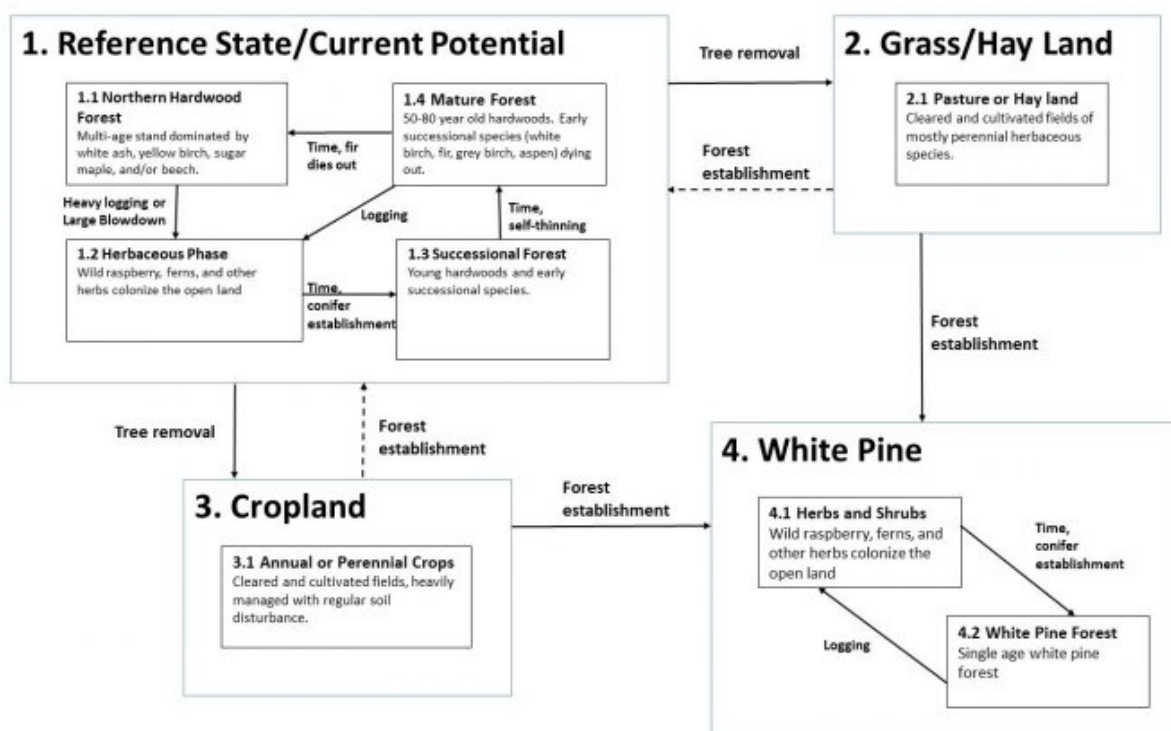 1. Reference State/Current Potential
1.1 Northern Hardwood
Forest
Multi-age stand dominated by
white ash, yellow birch, sugar
maple, and/or beech.
1.4 Mature Forest
50-80 year old hardwoods. Early
successional species (white
birch, fir, grey birch, aspen) dying
out.
Time, fir
dies out
Heavy logging or
Large Blowdown
Logging
Time,
self-thinning
1.2 Herbaceous Phase
Wild raspberry, ferns, and other
herbs colonize the open land
Time,
conifer
establishment
1.3 Successional Forest
Young hardwoods and early
successional species.
Tree removal
Forest
establishment
2. Grass/Hay Land
2.1 Pasture or Hay land
Cleared and cultivated fields of
mostly perennial herbaceous
species.
Forest
establishment
Tree removal
Forest
establishment
3. Cropland
3.1 Annual or Perennial Crops
Cleared and cultivated fields, heavily
managed with regular soil
disturbance.
Forest
establishment
4. White Pine
4.1 Herbs and Shrubs
Wild raspberry, ferns, and
other herbs colonize the
open land
Time,
conifer
establishment
Logging
4.2 White Pine Forest
Single age white pine
forest